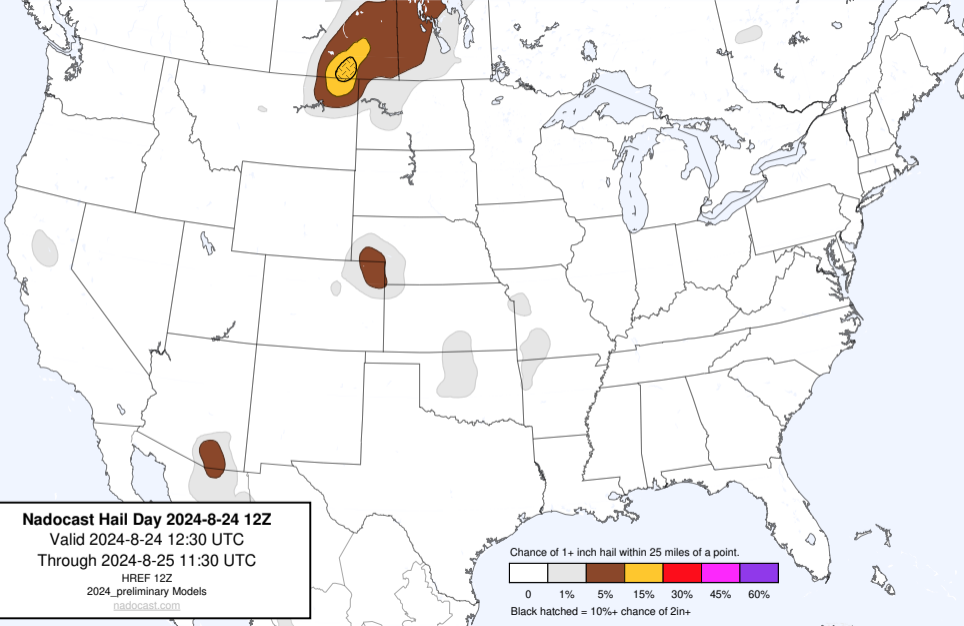 Nadocast Hail Day 2024-8-24 12Z
Valid 2024-8-24 12:30 UTC
Through 2024-8-25 11:30 UTC
HREF 12Z
2024_preliminary Models
nadocast.com
Chance of 1+ inch hail within 25 miles of a point.
0 1% 5% 15% 30% 45% 60%
Black hatched = 10%+ chance of 2in+